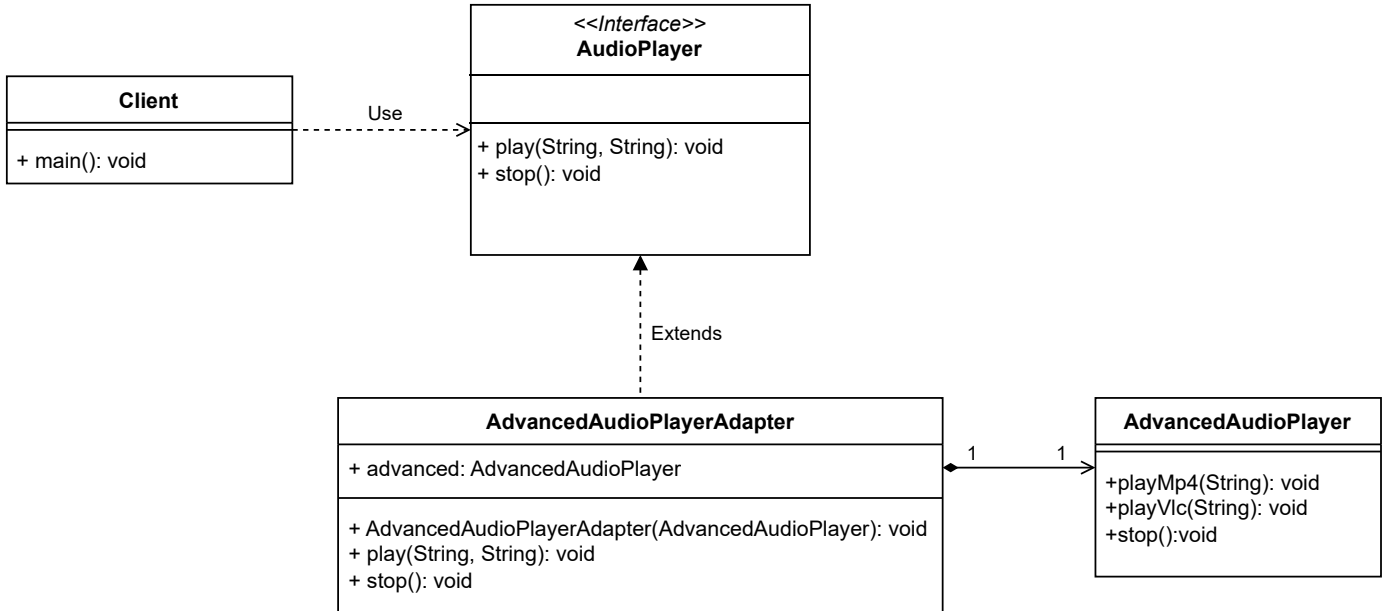 <<Interface>>
AudioPlayer
Client
Use
+ main(): void
+ play(String, String): void
+ stop(): void
Extends
AdvancedAudioPlayerAdapter
+ advanced: AdvancedAudioPlayer
+ AdvancedAudioPlayerAdapter(AdvancedAudioPlayer): void
+ play(String, String): void
+ stop(): void
1
1
AdvancedAudioPlayer
+playMp4(String): void
+playVlc(String): void
+stop():void